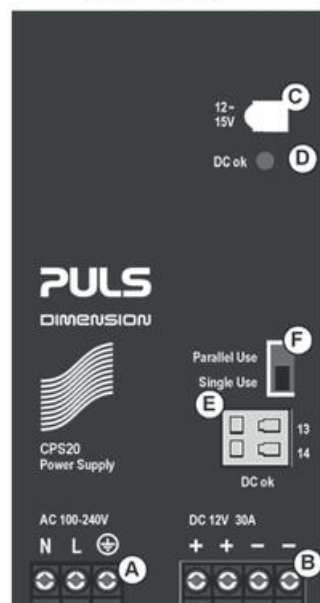 C
12–
15V
DC ok D
PULS
DIMENSION
F
Parallel Use
Single Use
E
13
14
CPS20
Power Supply
DC ok
AC 100-240V DC 12V 30A
N L + + – –
A B